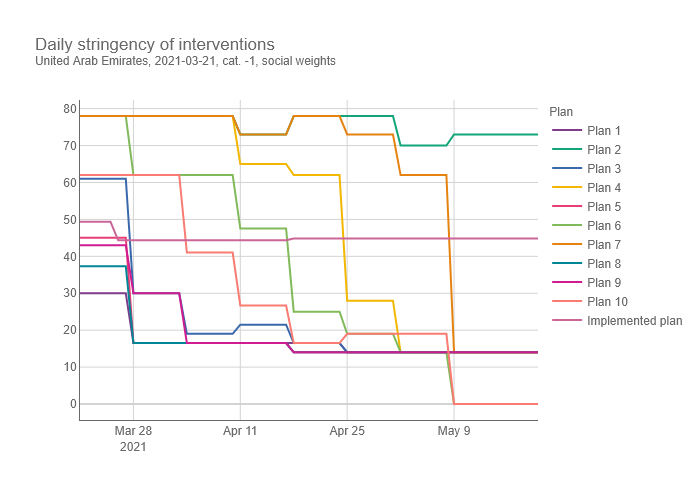 Daily stringency of interventions
United Arab Emirates, 2021-03-21, cat. -1, social weights
Plan
80
70
60
50
40
30
20
10
0
Plan 1
Plan 2
Plan 3
Plan 4
Plan 5
Plan 6
Plan 7
Plan 8
Plan 9
Plan 10
Implemented plan
Mar 28 Apr 11 Apr 25 May 9
2021